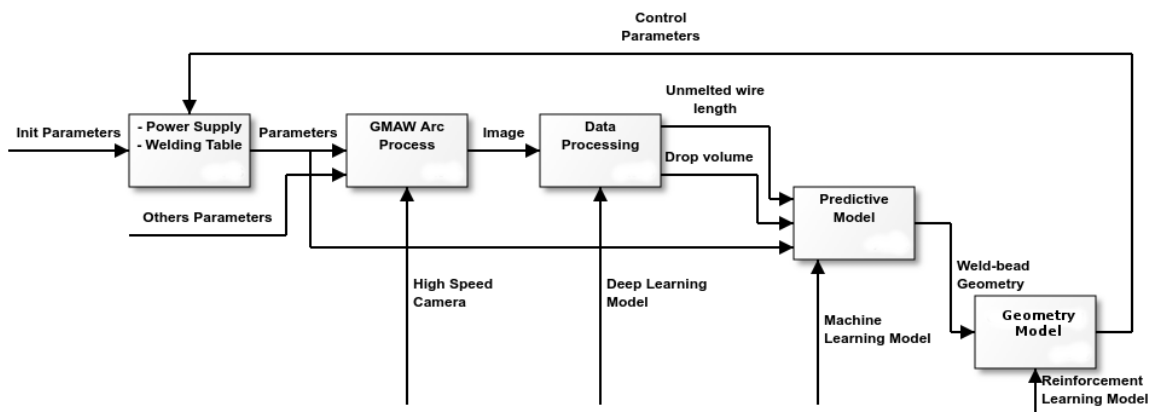 Control
Parameters
Unmelted wire
length
Init Parameters
- Power Supply
- Welding Table
Parameters
GMAW Arc
Process
Image
Data
Processing
Drop volume
Others Parameters
Predictive
Model
High Speed
Camera
Deep Learning
Model
Weld-bead
Geometry
Machine
Learning Model
Geometry
Model
Reinforcement
Learning Model